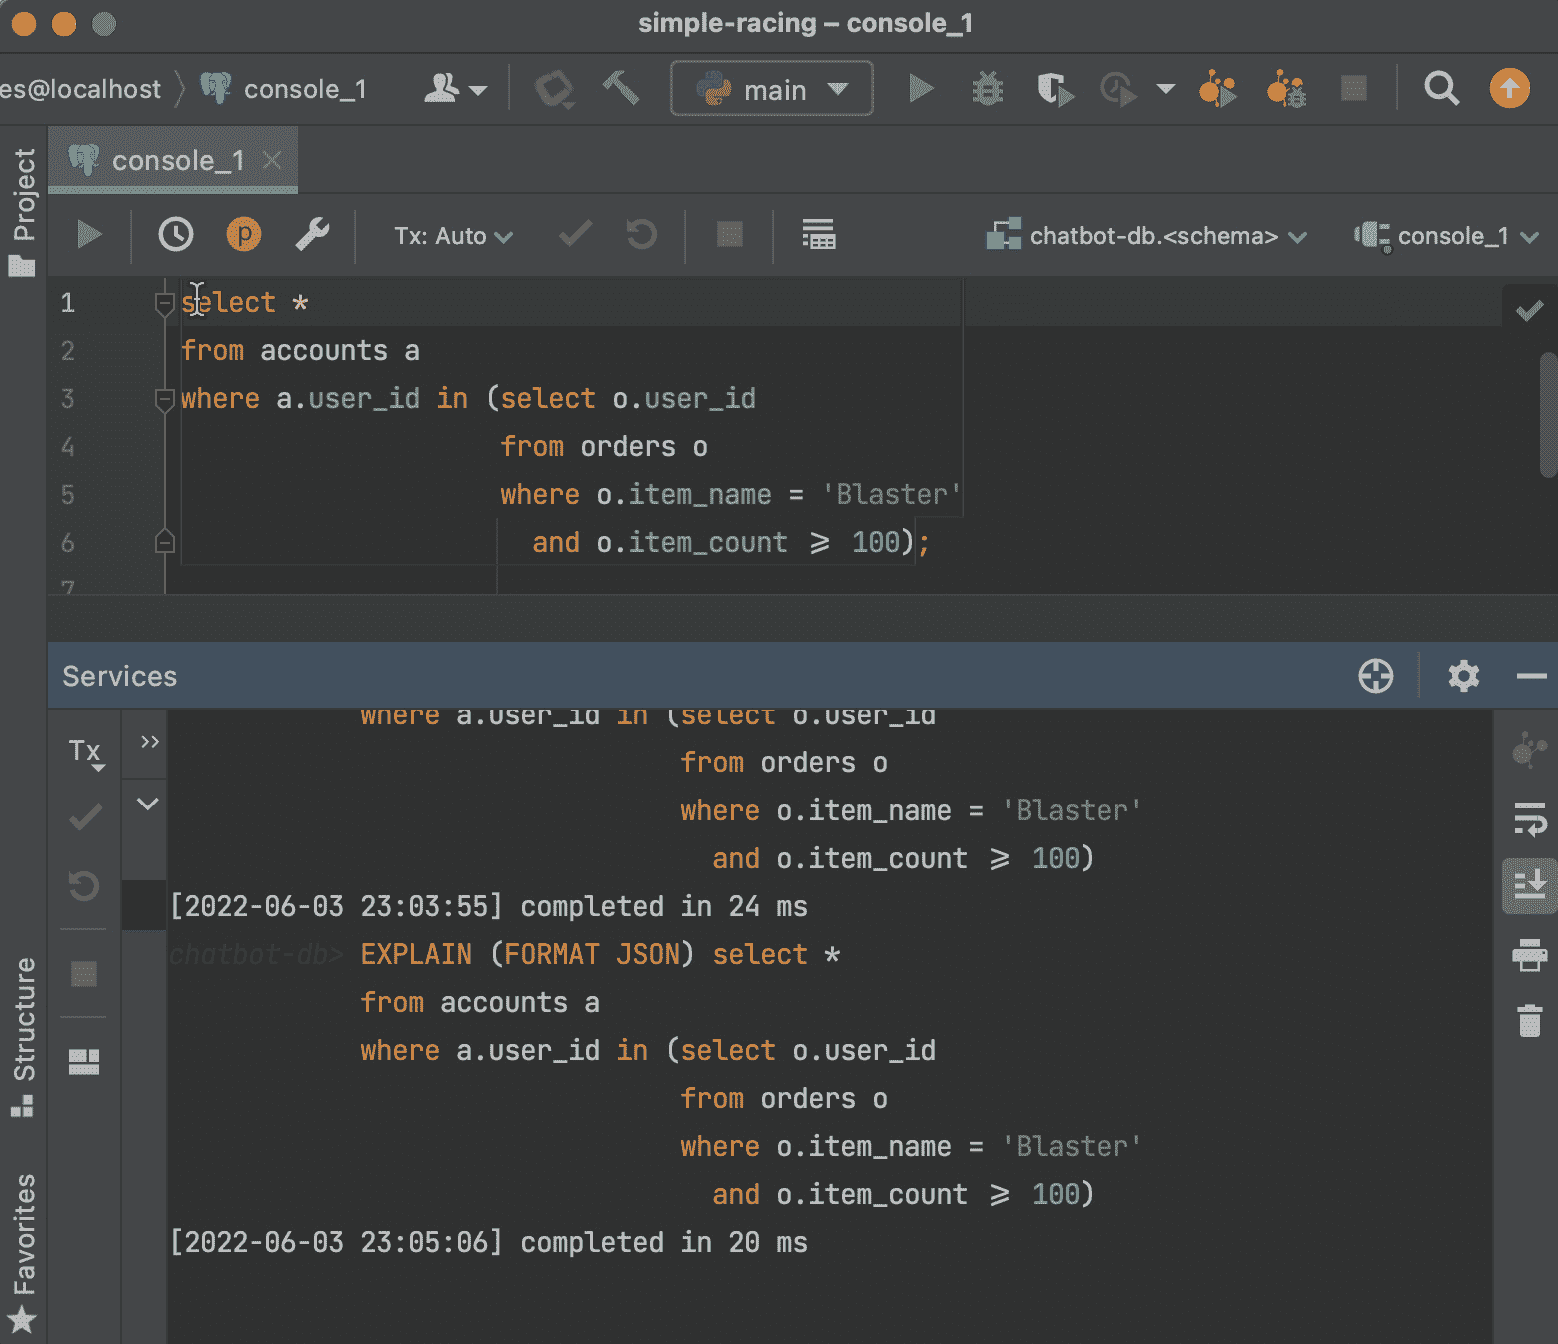 simple-racing – console_1
es@localhost
console_1
main
Project
console_1
Tx: Auto
chatbot-db.<schema>
console_1
1 select *
2 from accounts a
3 where a.user_id in (select o.user_id
4 from orders o
5 where o.item_name = 'Blaster'
6 and o.item_count ⩾ 100);
7
Services
Tx
where a.user_id in (select o.user_id
from orders o
where o.item_name = 'Blaster'
and o.item_count ⩾ 100)
[2022-06-03 23:03:55] completed in 24 ms
chatbot-db> EXPLAIN (FORMAT JSON) select *
from accounts a
where a.user_id in (select o.user_id
from orders o
where o.item_name = 'Blaster'
and o.item_count ⩾ 100)
[2022-06-03 23:05:06] completed in 20 ms
Structure
Favorites